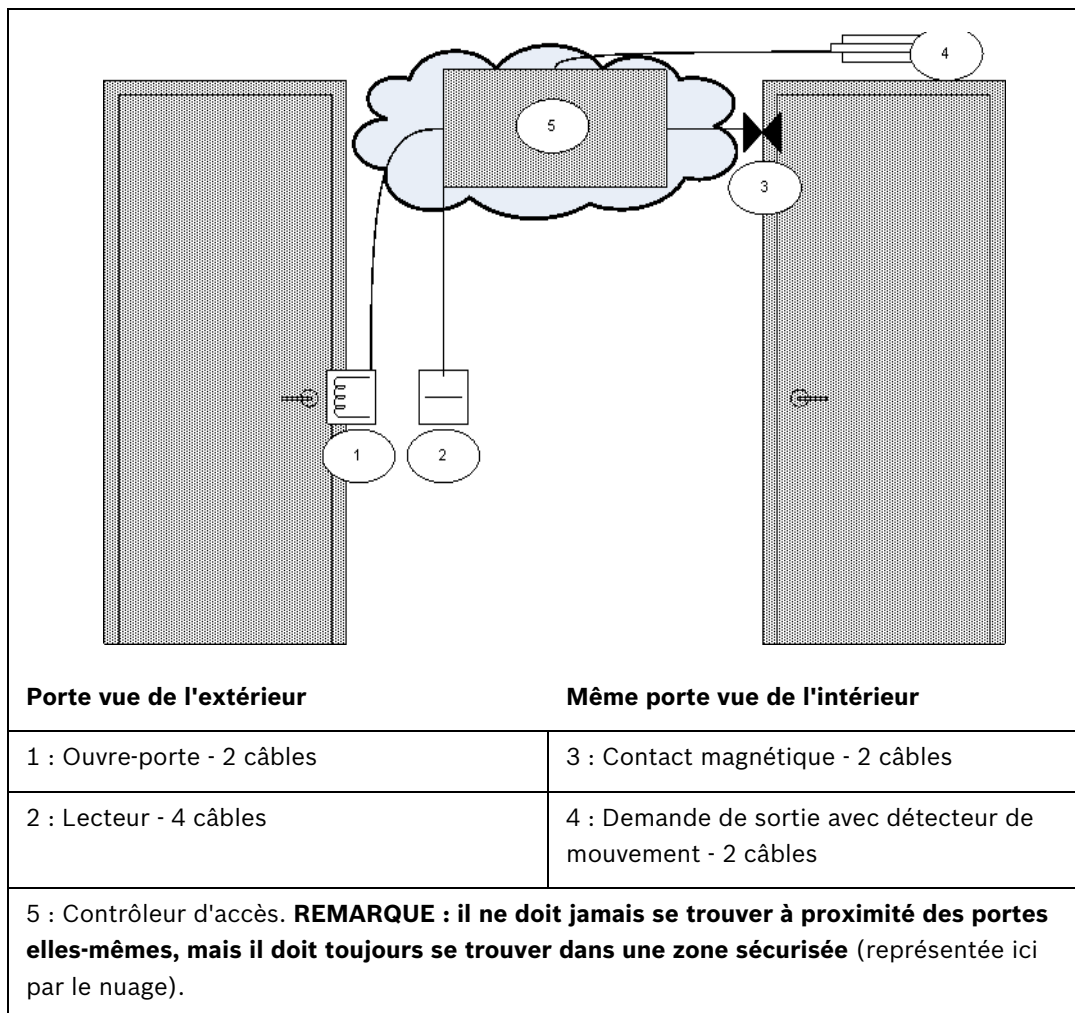 4
5
3
1
2
Porte vue de l'extérieur
Même porte vue de l'intérieur
1 : Ouvre-porte - 2 câbles
3 : Contact magnétique - 2 câbles
2 : Lecteur - 4 câbles
4 : Demande de sortie avec détecteur de
mouvement - 2 câbles
5 : Contrôleur d'accès. REMARQUE : il ne doit jamais se trouver à proximité des portes
elles-mêmes, mais il doit toujours se trouver dans une zone sécurisée (représentée ici
par le nuage).